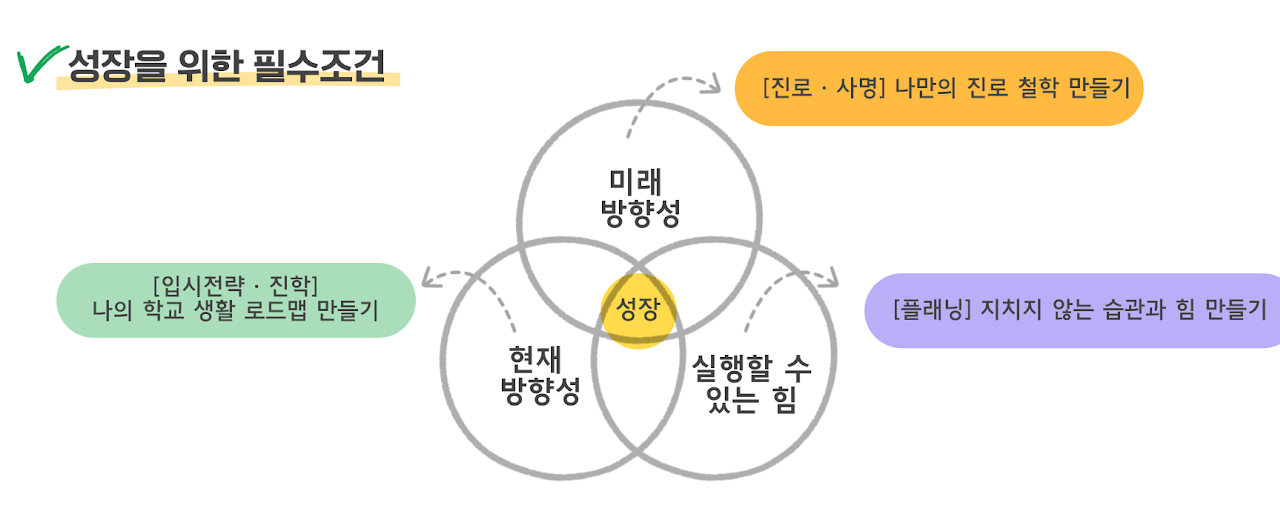 성장을 위한 필수조건
[진로 · 사명] 나만의 진로 철학 만들기
미래
방향성
[입시전략 · 진학]
나의 학교 생활 로드맵 만들기
성장
[플래닝] 지치지 않는 습관과 힘 만들기
현재
방향성
실행할 수
있는 힘